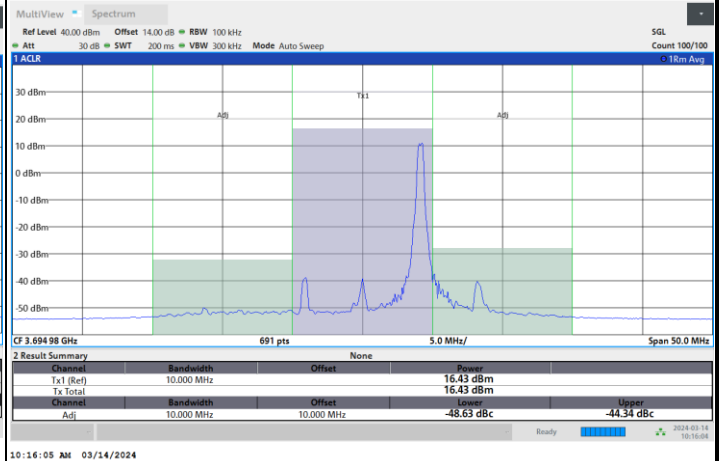 MultiView Spectrum
Ref Level 40.00 dBm Offset 14.00 dB RBW 100 kHz SGL
Att 30 dB SWT 200 ms VBW 300 kHz Mode Auto Sweep Count 100/100
1 ACLR 1Rm Avg
30 dBm
Tx1
20 dBm Adj Adj
10 dBm
0 dBm
-10 dBm
-20 dBm
-30 dBm
-40 dBm
-50 dBm
CF 3.694 98 GHz 691 pts 5.0 MHz/ Span 50.0 MHz
2 Result Summary None
Channel Bandwidth Offset Power
Tx1 (Ref) 10.000 MHz 16.43 dBm
Tx Total 16.43 dBm
Channel Bandwidth Offset Lower Upper
Adj 10.000 MHz 10.000 MHz -48.63 dBc -44.34 dBc
Ready 2024-03-14
10:16:04
10:16:05 AM 03/14/2024